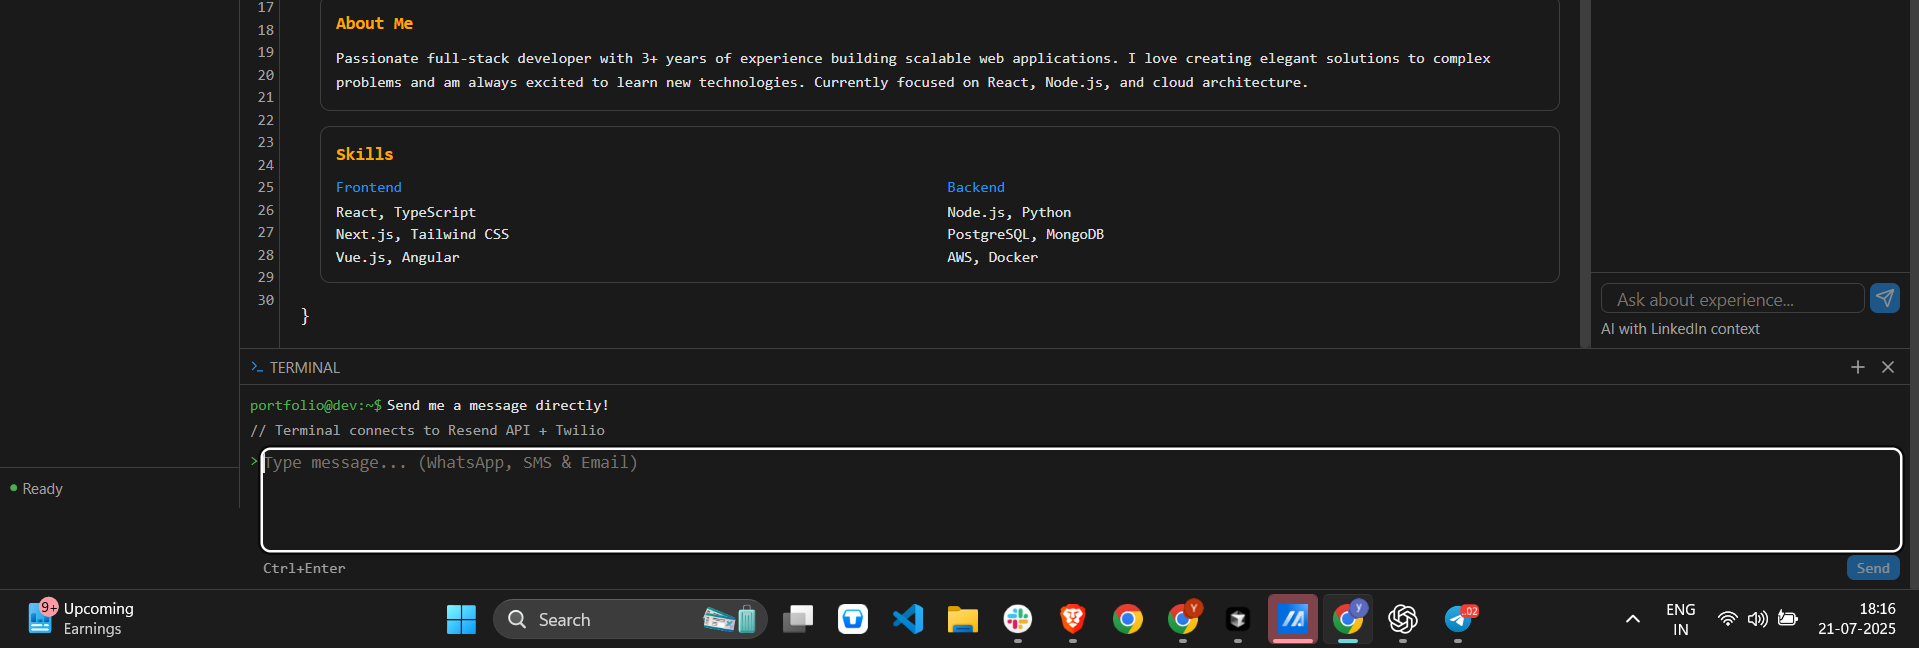 17
18
19
20
21
22
23
24
25
26
27
28
29
30
About Me
Passionate full-stack developer with 3+ years of experience building scalable web applications. I love creating elegant solutions to complex
problems and am always excited to learn new technologies. Currently focused on React, Node.js, and cloud architecture.
Skills
Frontend
React, TypeScript
Next.js, Tailwind CSS
Vue.js, Angular
Backend
Node.js, Python
PostgreSQL, MongoDB
AWS, Docker
}
Ask about experience...
AI with LinkedIn context
>_ TERMINAL
portfolio@dev:~$ Send me a message directly!
// Terminal connects to Resend API + Twilio
> Type message... (WhatsApp, SMS & Email)
Ctrl+Enter
Send
Ready
9+
Upcoming
Earnings
Search
Y
y
02
ENG
IN
18:16
21-07-2025